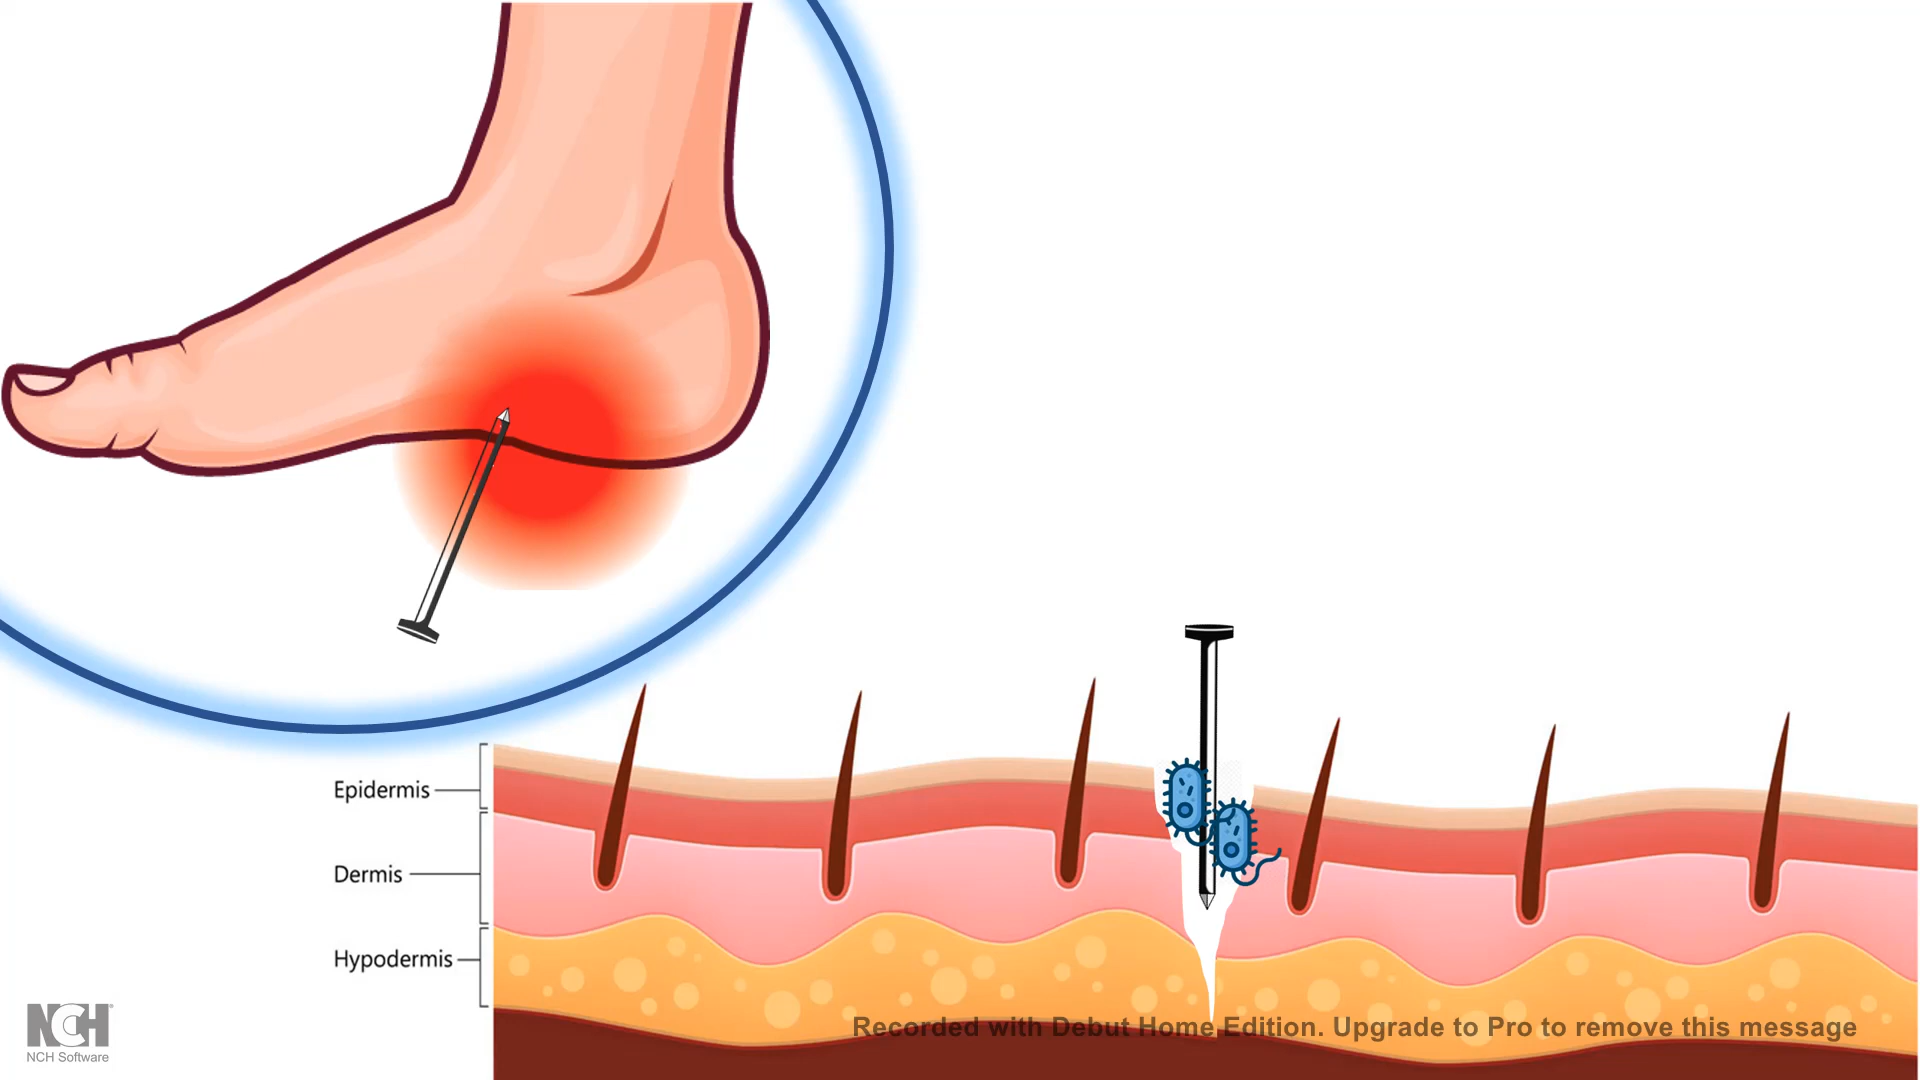 Epidermis
Dermis
Hypodermis
NCH
NCH Software
Recorded with Debut Home Edition. Upgrade to Pro to remove this message